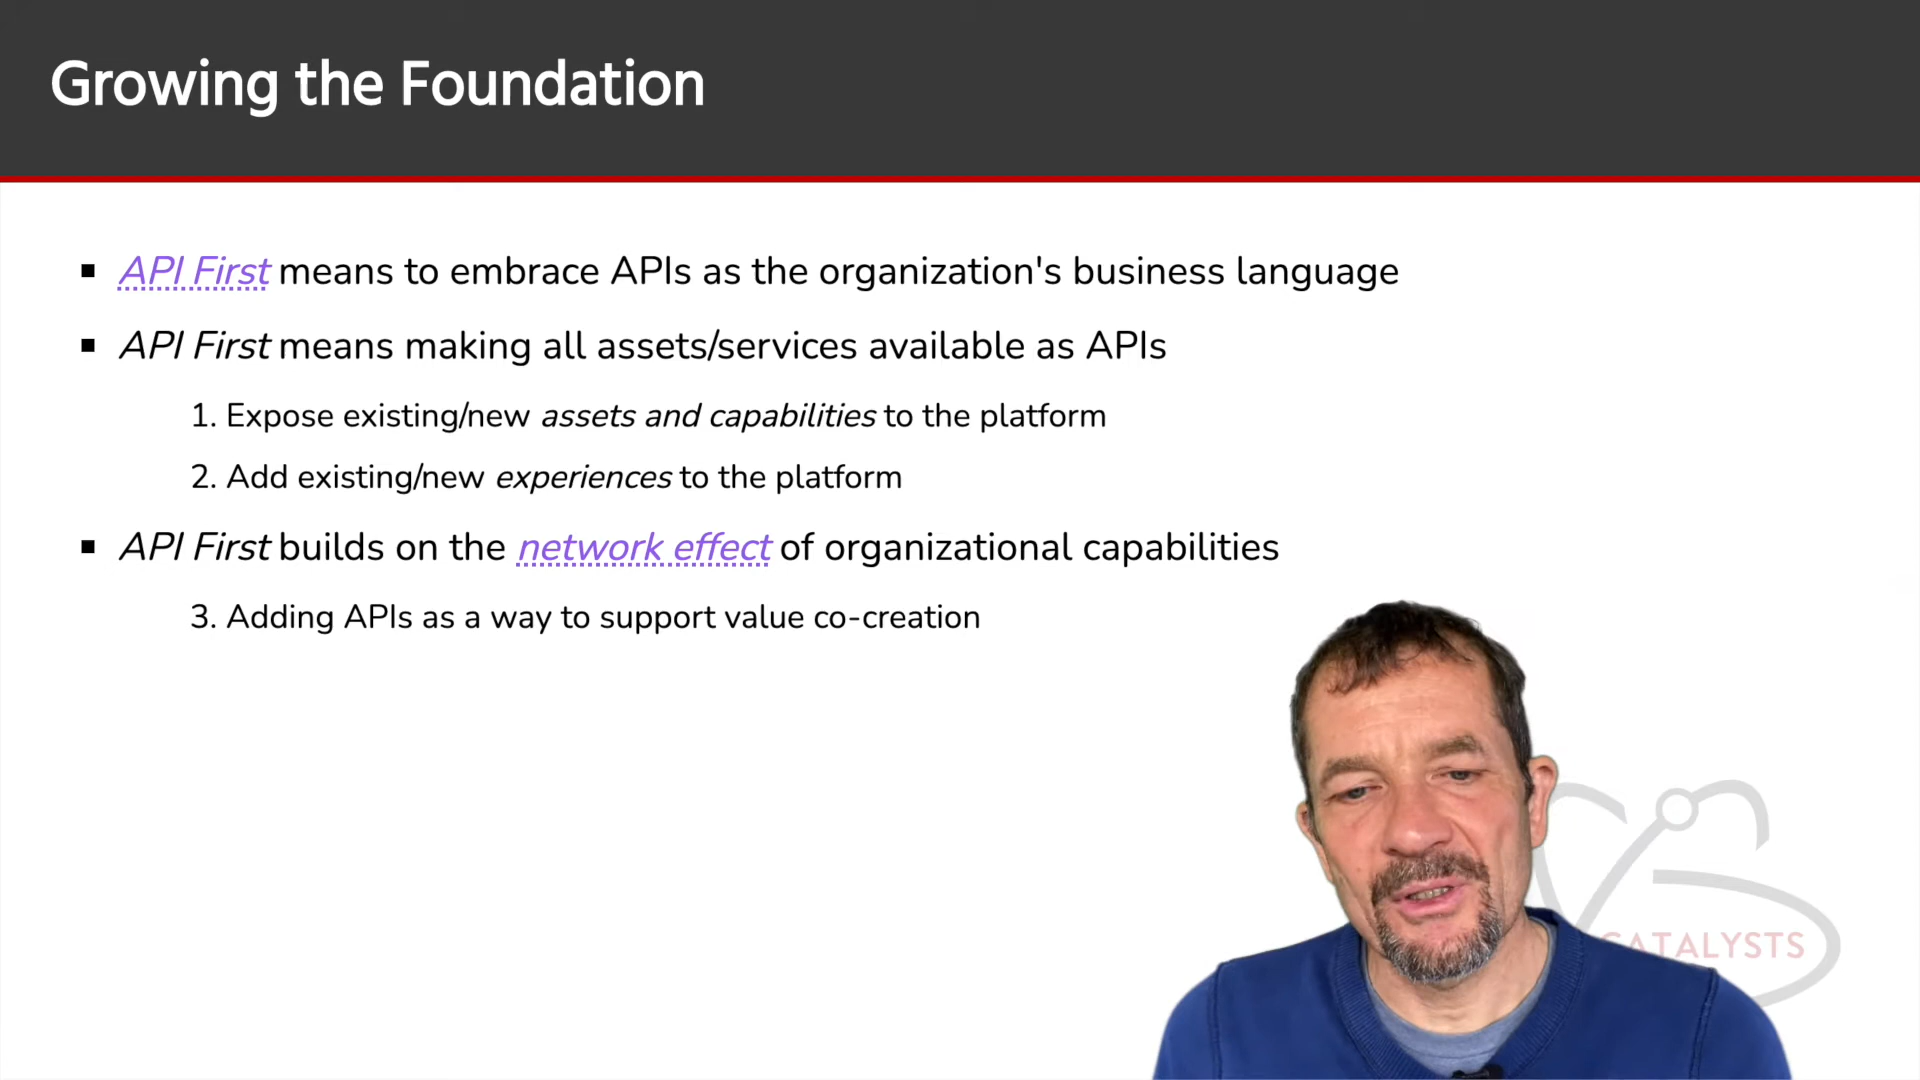 Growing the Foundation
▪ API First means to embrace APIs as the organization's business language
▪ API First means making all assets/services available as APIs
1. Expose existing/new assets and capabilities to the platform
2. Add existing/new experiences to the platform
▪ API First builds on the network effect of organizational capabilities
3. Adding APIs as a way to support value co-creation
CATALYSTS